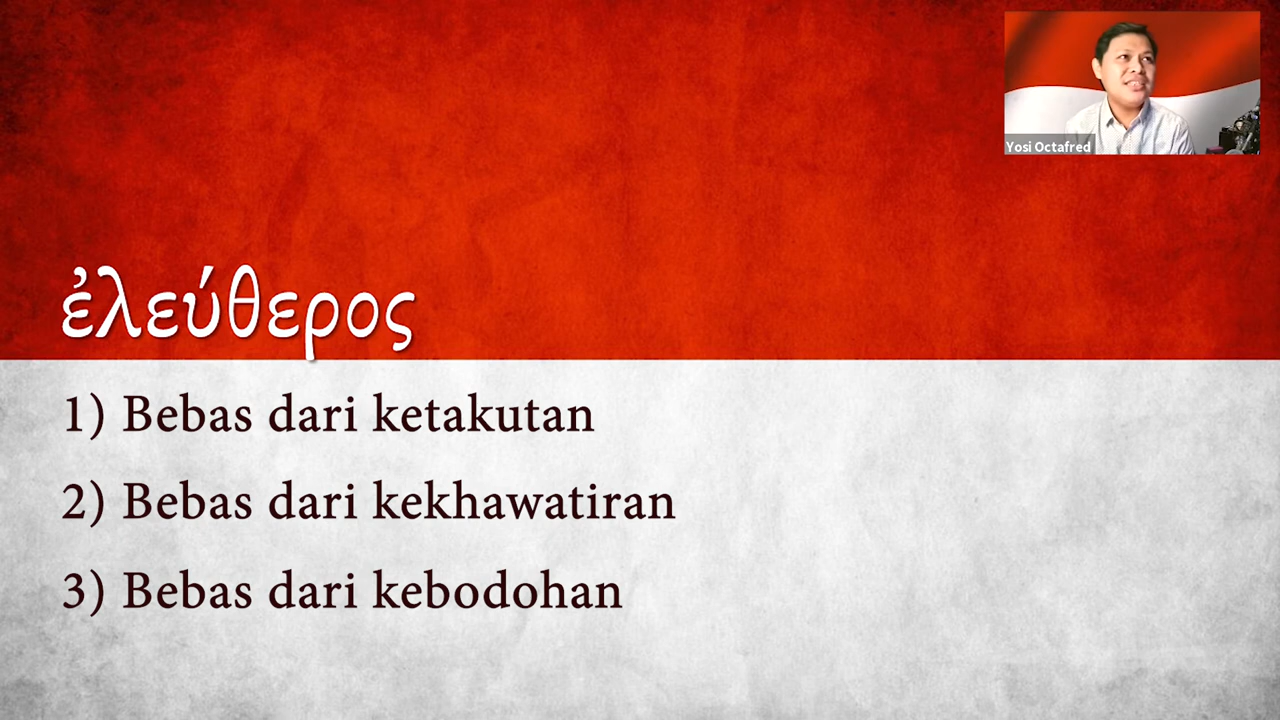 Yosi Octafred
ἐλεύθερος
1) Bebas dari ketakutan
2) Bebas dari kekhawatiran
3) Bebas dari kebodohan